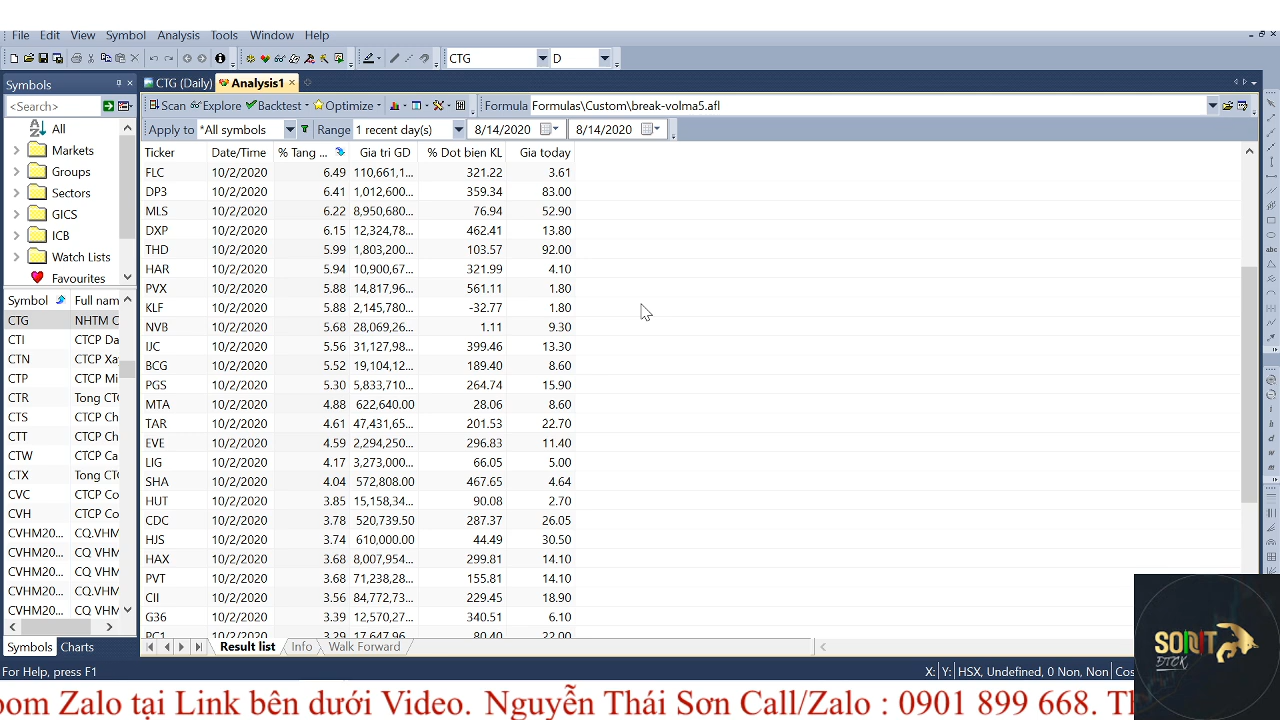 File Edit View Symbol Analysis Tools Window Help
CTG D
Symbols CTG (Daily) Analysis1
<Search> Scan Explore Backtest Optimize Formula Formulas\Custom\break-volma5.afl
All Apply to *All symbols Range 1 recent day(s) 8/14/2020 8/14/2020
Markets
Groups
Sectors
GICS
ICB
Watch Lists
Favourites
Symbol Full nam
CTG NHTM C
CTI CTCP Da
CTN CTCP Xa
CTP CTCP Mi
CTR Tong CTC
CTS CTCP Ch
CTT CTCP Ch
CTW CTCP Ca
CTX Tong CTC
CVC CTCP Co
CVH CTCP Co
CVHM20... CQ.VHM
CVHM20... CQ VHM
CVHM20... CQ VHM
CVHM20... CQ.VHM
CVHM20... CQ VHM
Symbols Charts
Ticker Date/Time % Tang ... Gia tri GD % Dot bien KL Gia today
FLC 10/2/2020 6.49 110,661,1... 321.22 3.61
DP3 10/2/2020 6.41 1,012,600... 359.34 83.00
MLS 10/2/2020 6.22 8,950,680... 76.94 52.90
DXP 10/2/2020 6.15 12,324,78... 462.41 13.80
THD 10/2/2020 5.99 1,803,200... 103.57 92.00
HAR 10/2/2020 5.94 10,900,67... 321.99 4.10
PVX 10/2/2020 5.88 14,817,96... 561.11 1.80
KLF 10/2/2020 5.88 2,145,780... -32.77 1.80
NVB 10/2/2020 5.68 28,069,26... 1.11 9.30
IJC 10/2/2020 5.56 31,127,98... 399.46 13.30
BCG 10/2/2020 5.52 19,104,12... 189.40 8.60
PGS 10/2/2020 5.30 5,833,710... 264.74 15.90
MTA 10/2/2020 4.88 622,640.00 28.06 8.60
TAR 10/2/2020 4.61 47,431,65... 201.53 22.70
EVE 10/2/2020 4.59 2,294,250... 296.83 11.40
LIG 10/2/2020 4.17 3,273,000... 66.05 5.00
SHA 10/2/2020 4.04 572,808.00 467.65 4.64
HUT 10/2/2020 3.85 15,158,34... 90.08 2.70
CDC 10/2/2020 3.78 520,739.50 287.37 26.05
HJS 10/2/2020 3.74 610,000.00 44.49 30.50
HAX 10/2/2020 3.68 8,007,954... 299.81 14.10
PVT 10/2/2020 3.68 71,238,28... 155.81 14.10
CII 10/2/2020 3.56 84,772,73... 229.45 18.90
G36 10/2/2020 3.39 12,570,27... 340.51 6.10
PC1 10/2/2020 3.29 17,647,96... 80.40 22.00
Result list Info Walk Forward
For Help, press F1 X: Y: HSX, Undefined, 0 Non, Non Cos
SONT
DTCK
oom Zalo tại Link bên dưới Video. Nguyễn Thái Sơn Call/Zalo : 0901 899 668. Th